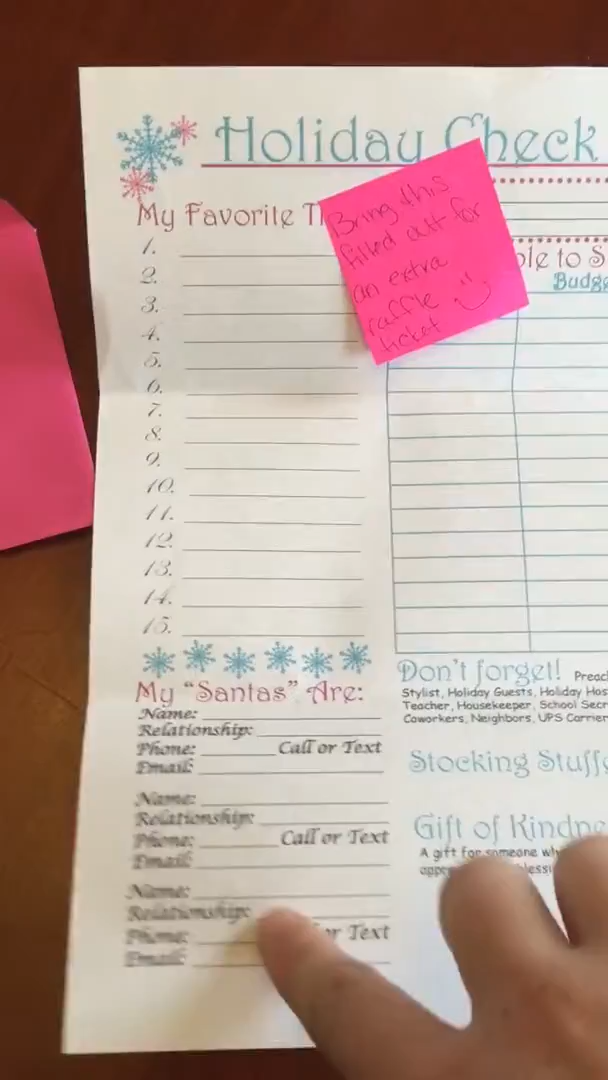 Holiday Check
My Favorite T
Bring this
filled out for
an extra
raffle
ticket
1.
2.
3.
4.
5.
6.
7.
8.
9.
10.
11.
12.
13.
14.
15.
ple to S
Budge
My "Santas" Are:
Name:
Relationship:
Phone: Call or Text
Email:
Name:
Relationship:
Phone: Call or Text
Email:
Name:
Relationship:
Phone: r Text
Email:
Don't forget! Preac
Stylist, Holiday Guests, Holiday Hos
Teacher, Housekeeper, School Secr
Coworkers, Neighbors, UPS Carrier
Stocking Stuffe
Gift of Kindne
A gift for someone wh